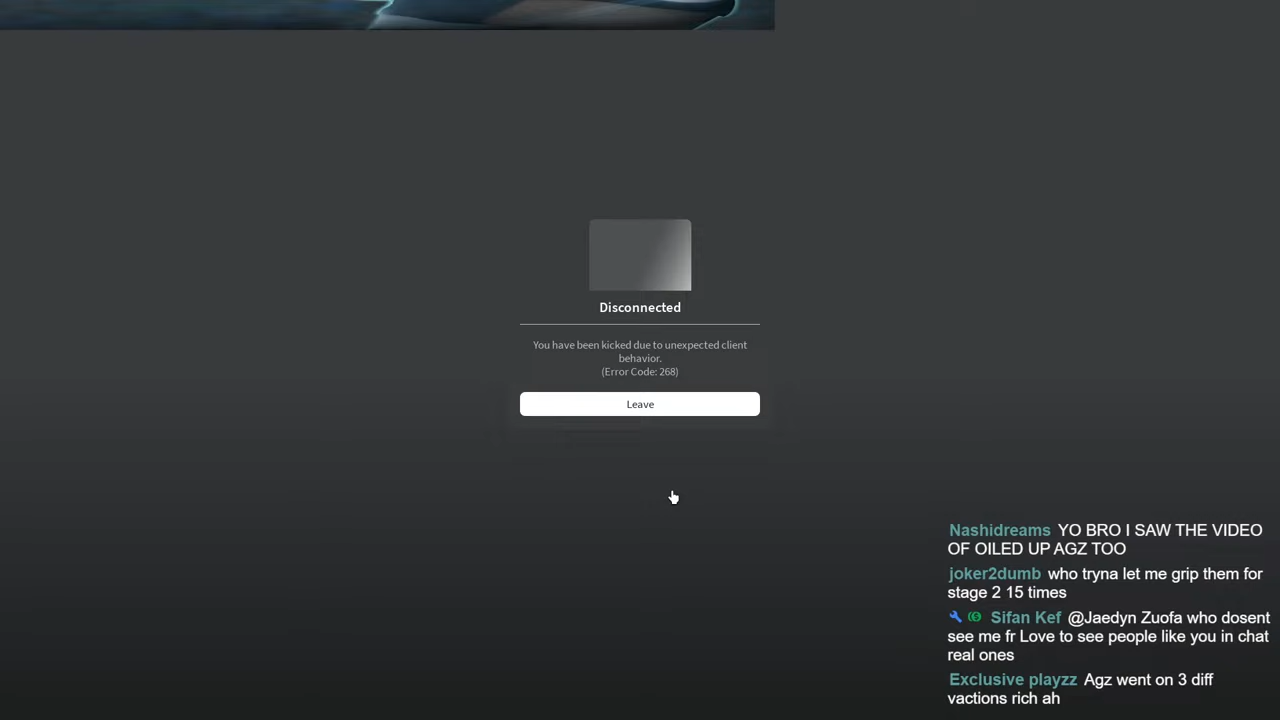 Disconnected
You have been kicked due to unexpected client
behavior.
(Error Code: 268)
Leave
Nashidreams YO BRO I SAW THE VIDEO
OF OILED UP AGZ TOO
joker2dumb who tryna let me grip them for
stage 2 15 times
Sifan Kef @Jaedyn Zuofa who dosent
see me fr Love to see people like you in chat
real ones
Exclusive playzz Agz went on 3 diff
vactions rich ah